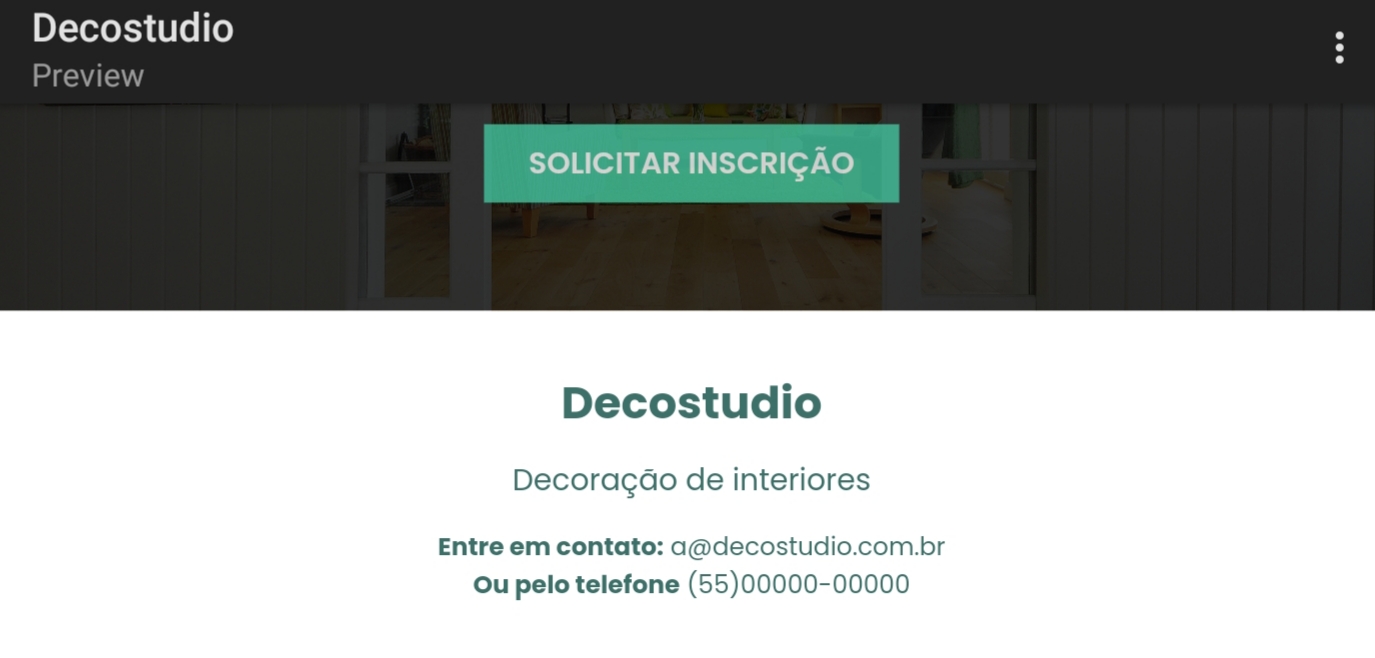 Decostudio
Preview
SOLICITAR INSCRIÇÃO
Decostudio
Decoração de interiores
Entre em contato: a@decostudio.com.br
Ou pelo telefone (55)00000-00000